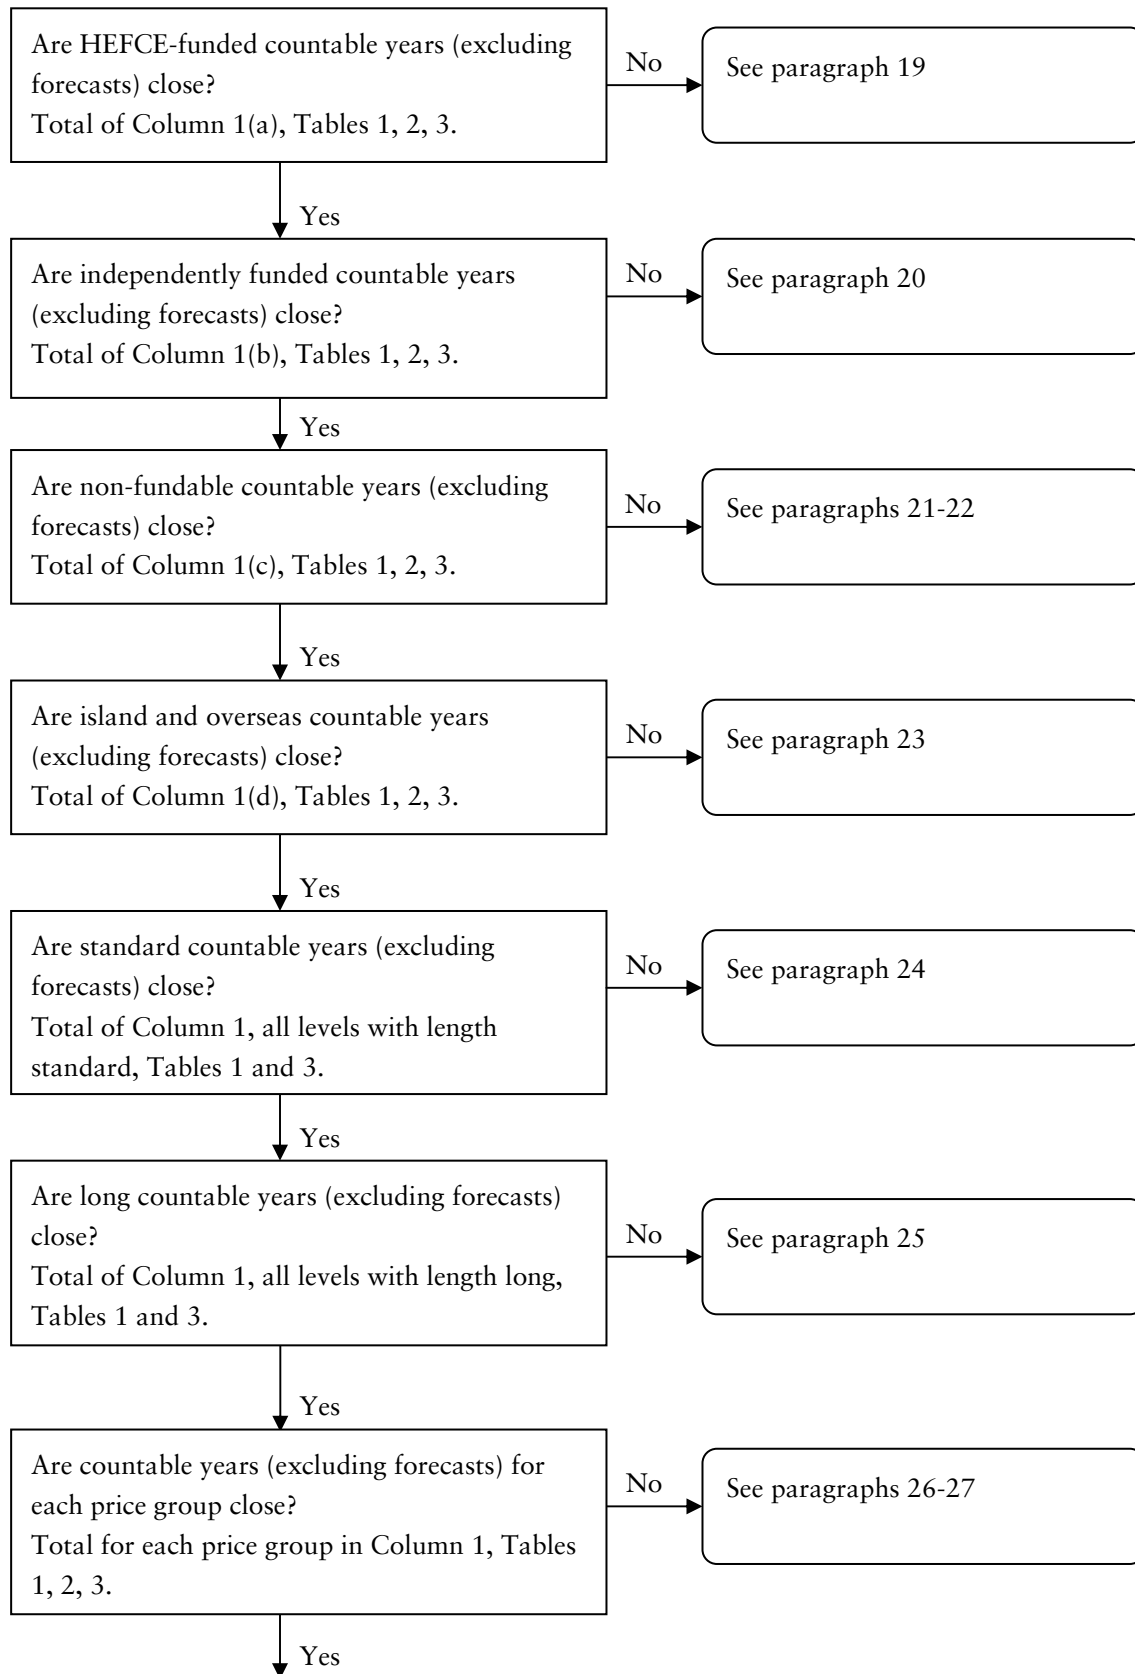 Are HEFCE-funded countable years (excluding
forecasts) close?
Total of Column 1(a), Tables 1, 2, 3.
No
See paragraph 19
Yes
Are independently funded countable years
(excluding forecasts) close?
Total of Column 1(b), Tables 1, 2, 3.
No
See paragraph 20
Yes
Are non-fundable countable years (excluding
forecasts) close?
Total of Column 1(c), Tables 1, 2, 3.
No
See paragraphs 21-22
Yes
Are island and overseas countable years
(excluding forecasts) close?
Total of Column 1(d), Tables 1, 2, 3.
No
See paragraph 23
Yes
Are standard countable years (excluding
forecasts) close?
Total of Column 1, all levels with length
standard, Tables 1 and 3.
No
See paragraph 24
Yes
Are long countable years (excluding forecasts)
close?
Total of Column 1, all levels with length long,
Tables 1 and 3.
No
See paragraph 25
Yes
Are countable years (excluding forecasts) for
each price group close?
Total for each price group in Column 1, Tables
1, 2, 3.
No
See paragraphs 26-27
Yes